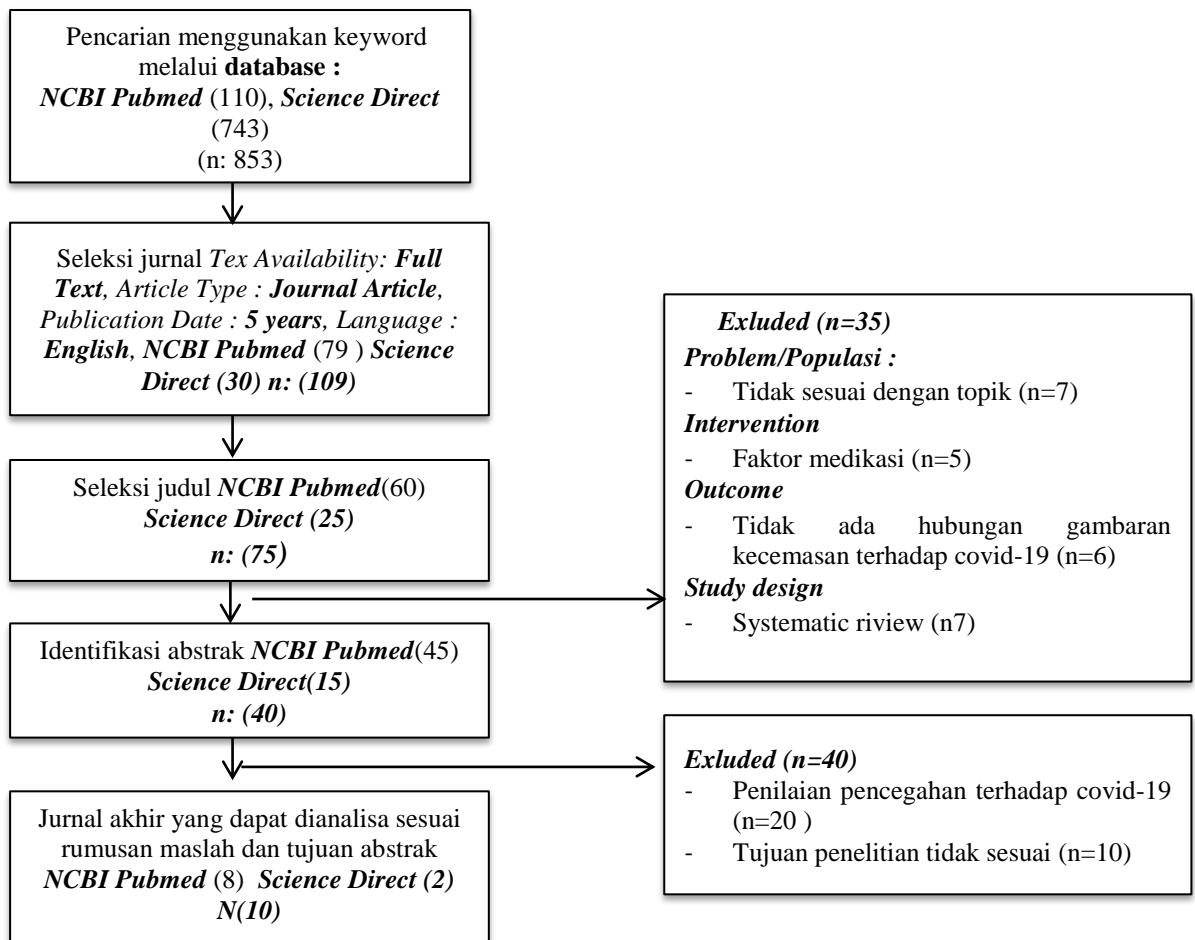 Pencarian menggunakan keyword
melalui database :
NCBI Pubmed (110), Science Direct
(743)
(n: 853)
Seleksi jurnal Tex Availability: Full
Text, Article Type : Journal Article,
Publication Date : 5 years, Language :
English, NCBI Pubmed (79 ) Science
Direct (30) n: (109)
Seleksi judul NCBI Pubmed(60)
Science Direct (25)
n: (75)
Exluded (n=35)
Problem/Populasi :
- Tidak sesuai dengan topik (n=7)
Intervention
- Faktor medikasi (n=5)
Outcome
- Tidak ada hubungan gambaran
kecemasan terhadap covid-19 (n=6)
Study design
- Systematic riview (n7)
Identifikasi abstrak NCBI Pubmed(45)
Science Direct(15)
n: (40)
Exluded (n=40)
- Penilaian pencegahan terhadap covid-19
(n=20 )
- Tujuan penelitian tidak sesuai (n=10)
Jurnal akhir yang dapat dianalisa sesuai
rumusan maslah dan tujuan abstrak
NCBI Pubmed (8) Science Direct (2)
N(10)